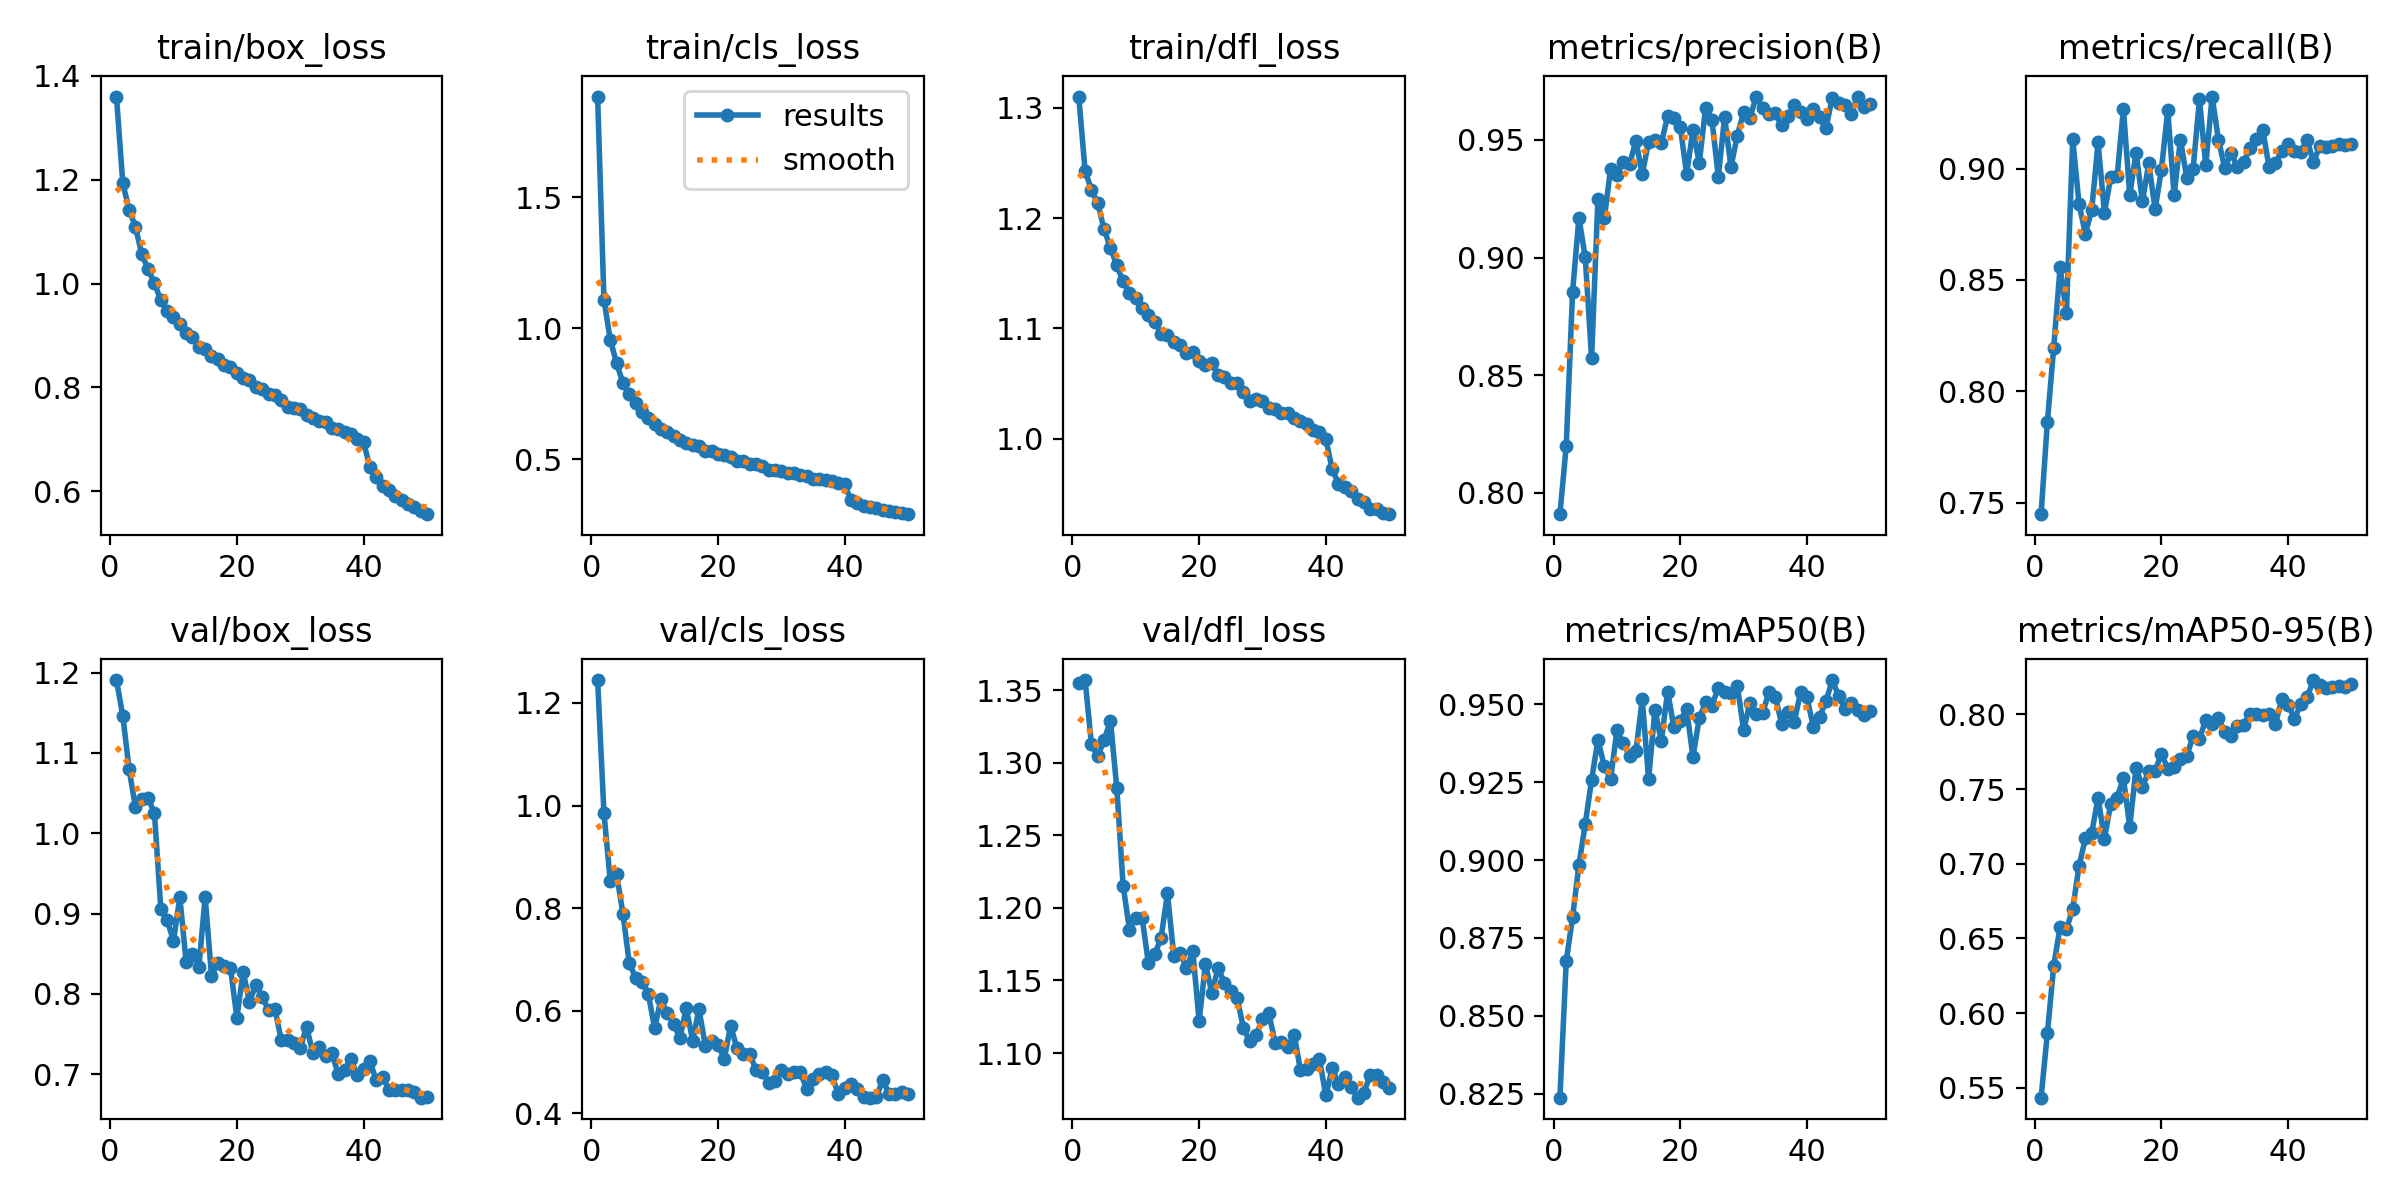 train/box_loss
1.4
1.2
1.0
0.8
0.6
0 20 40
train/cls_loss
results
smooth
1.5
1.0
0.5
0 20 40
train/dfl_loss
1.3
1.2
1.1
1.0
0 20 40
metrics/precision(B)
0.95
0.90
0.85
0.80
0 20 40
metrics/recall(B)
0.90
0.85
0.80
0.75
0 20 40
val/box_loss
1.2
1.1
1.0
0.9
0.8
0.7
0 20 40
val/cls_loss
1.2
1.0
0.8
0.6
0.4
0 20 40
val/dfl_loss
1.35
1.30
1.25
1.20
1.15
1.10
0 20 40
metrics/mAP50(B)
0.950
0.925
0.900
0.875
0.850
0.825
0 20 40
metrics/mAP50-95(B)
0.80
0.75
0.70
0.65
0.60
0.55
0 20 40